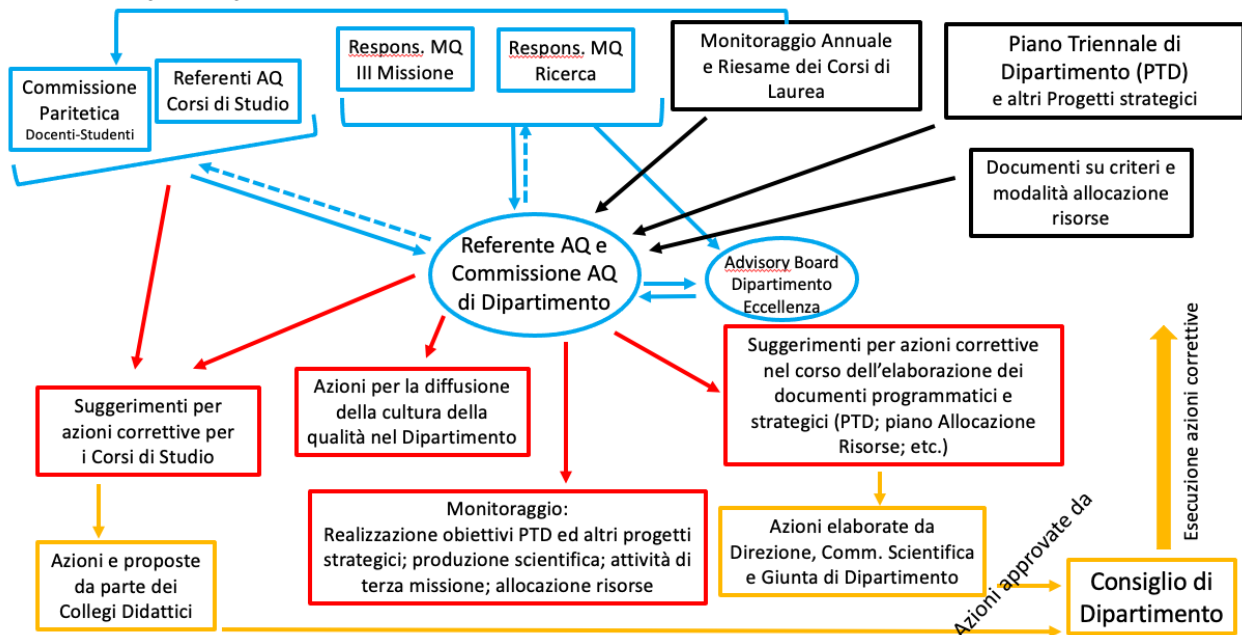 Commissione
Paritetica
Docenti-Studenti
Referenti AQ
Corsi di Studio
Respons. MQ
III Missione
Respons. MQ
Ricerca
Monitoraggio Annuale
e Riesame dei Corsi di
Laurea
Piano Triennale di
Dipartimento (PTD)
e altri Progetti strategici
Documenti su criteri e
modalità allocazione
risorse
Referente AQ e
Commissione AQ
di Dipartimento
Advisory Board
Dipartimento
Eccellenza
Suggerimenti per
azioni correttive per
i Corsi di Studio
Azioni per la diffusione
della cultura della
qualità nel Dipartimento
Suggerimenti per azioni correttive
nel corso dell'elaborazione dei
documenti programmatici e
strategici (PTD; piano Allocazione
Risorse; etc.)
Esecuzione azioni correttive
Monitoraggio:
Realizzazione obiettivi PTD ed altri progetti
strategici; produzione scientifica; attività di
terza missione; allocazione risorse
Azioni e proposte
da parte dei
Collegi Didattici
Azioni elaborate da
Direzione, Comm. Scientifica
e Giunta di Dipartimento
Azioni approvate da
Consiglio di
Dipartimento